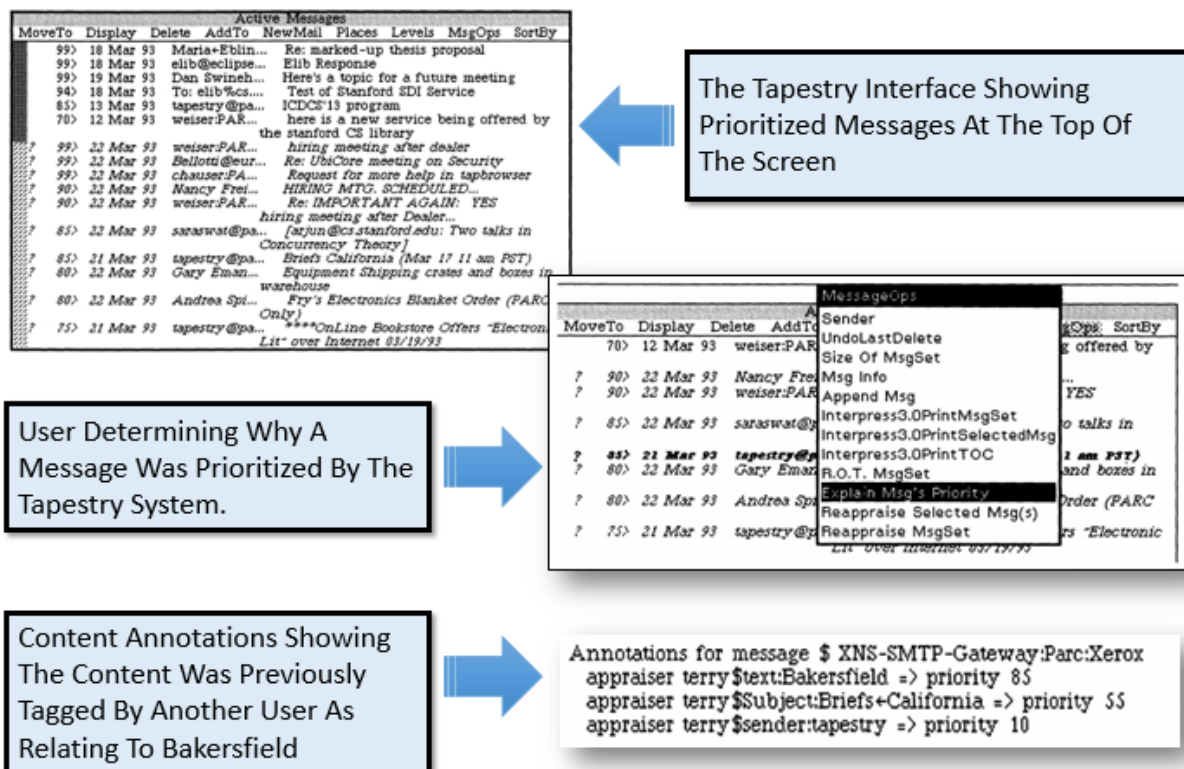 Active Messages
MoveTo Display Delete AddTo NewMail Places Levels MsgOps SortBy
99> 18 Mar 93 Maria+Eblin... Re: marked-up thesis proposal
99> 18 Mar 93 elib@eclipse... Elib Response
99> 19 Mar 93 Dan Swineh... Here's a topic for a future meeting
94> 18 Mar 93 To: elib%cs.... Test of Stanford SDI Service
85> 13 Mar 93 tapestry@pa... ICDCS'13 program
70> 12 Mar 93 weiser:PAR... here is a new service being offered by
the stanford CS library
? 99> 22 Mar 93 weiser:PAR... hiring meeting after dealer
? 99> 22 Mar 93 Bellotti@eur... Re: UbiCore meeting on Security
? 99> 22 Mar 93 chauser:PA... Request for more help in tapbrowser
? 90> 22 Mar 93 Nancy Frei... HIRING MTG. SCHEDULED...
? 90> 22 Mar 93 weiser:PAR... Re: IMPORTANT AGAIN: YES
hiring meeting after Dealer...
? 85> 22 Mar 93 saraswat@pa... [arjun@cs.stanford.edu: Two talks in
Concurrency Theory]
? 85> 21 Mar 93 tapestry@pa... Briefs California (Mar 17 11 am PST)
? 80> 22 Mar 93 Gary Eman... Equipment Shipping crates and boxes in
warehouse
? 80> 22 Mar 93 Andrea Spi... Fry's Electronics Blanket Order (PARC
Only)
? 75> 21 Mar 93 tapestry@pa... ****OnLine Bookstore Offers "Electron
Lit" over Internet 03/19/93
The Tapestry Interface Showing
Prioritized Messages At The Top Of
The Screen
User Determining Why A
Message Was Prioritized By The
Tapestry System.
MoveTo Display Delete AddTo gOps SortBy
70> 12 Mar 93 weiser:PAR g offered by
? 90> 22 Mar 93 Nancy Frei ...
? 90> 22 Mar 93 weiser:PAR YES
? 85> 22 Mar 93 saraswat@p o talks in
? 85> 21 Mar 93 tapestry@p 1 am PST)
? 80> 22 Mar 93 Gary Eman and boxes in
? 80> 22 Mar 93 Andrea Spi Order (PARC
? 75> 21 Mar 93 tapestry@p rs "Electronic
Lit" over Internet 03/19/93
MessageOps
Sender
UndoLastDelete
Size Of MsgSet
Msg Info
Append Msg
Interpress3.0PrintMsgSet
Interpress3.0PrintSelectedMsg
Interpress3.0PrintTOC
R.O.T. MsgSet
Explain Msg's Priority
Reappraise Selected Msg(s)
Reappraise MsgSet
Content Annotations Showing
The Content Was Previously
Tagged By Another User As
Relating To Bakersfield
Annotations for message $ XNS-SMTP-Gateway:Parc:Xerox
appraiser terry$text:Bakersfield => priority 85
appraiser terry$Subject:Briefs←California => priority 55
appraiser terry$sender:tapestry => priority 10